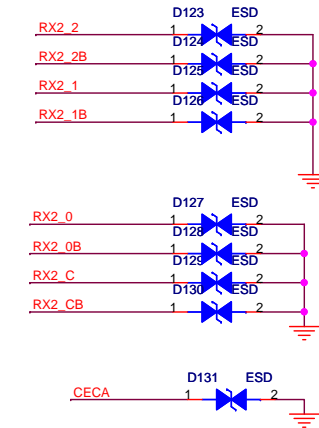 D123 ESD
RX2_2 1 2
D124 ESD
RX2_2B 1 2
D125 ESD
RX2_1 1 2
D126 ESD
RX2_1B 1 2
D127 ESD
RX2_0 1 2
D128 ESD
RX2_0B 1 2
D129 ESD
RX2_C 1 2
D130 ESD
RX2_CB 1 2
D131 ESD
CECA 1 2